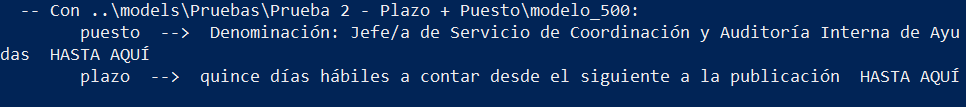 -- Con ..\models\Pruebas\Prueba 2 - Plazo + Puesto\modelo_500:
puesto --> Denominación: Jefe/a de Servicio de Coordinación y Auditoría Interna de Ayu
das HASTA AQUÍ
plazo --> quince días hábiles a contar desde el siguiente a la publicación HASTA AQUÍ